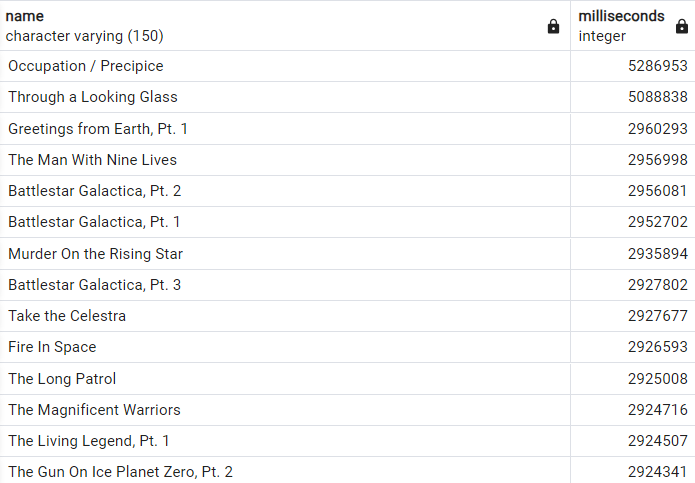 name milliseconds
character varying (150) integer
Occupation / Precipice 5286953
Through a Looking Glass 5088838
Greetings from Earth, Pt. 1 2960293
The Man With Nine Lives 2956998
Battlestar Galactica, Pt. 2 2956081
Battlestar Galactica, Pt. 1 2952702
Murder On the Rising Star 2935894
Battlestar Galactica, Pt. 3 2927802
Take the Celestra 2927677
Fire In Space 2926593
The Long Patrol 2925008
The Magnificent Warriors 2924716
The Living Legend, Pt. 1 2924507
The Gun On Ice Planet Zero, Pt. 2 2924341